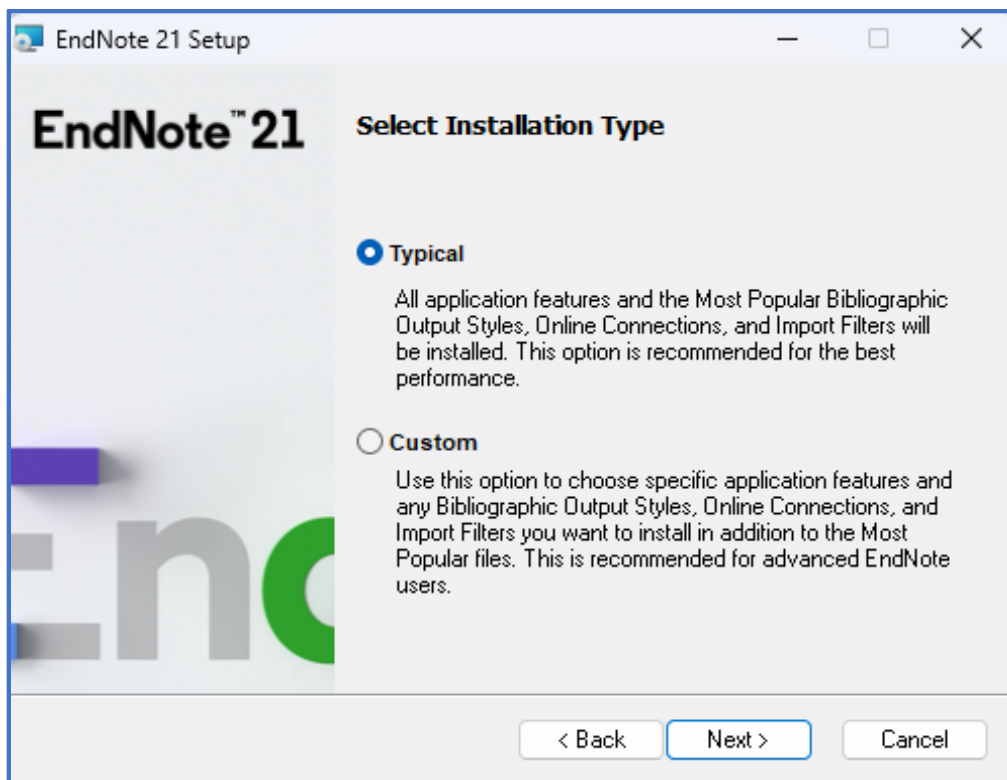 EndNote 21 Setup
EndNote™21
Select Installation Type
Typical
All application features and the Most Popular Bibliographic
Output Styles, Online Connections, and Import Filters will
be installed. This option is recommended for the best
performance.
Custom
Use this option to choose specific application features and
any Bibliographic Output Styles, Online Connections, and
Import Filters you want to install in addition to the Most
Popular files. This is recommended for advanced EndNote
users.
En
< Back
Next >
Cancel